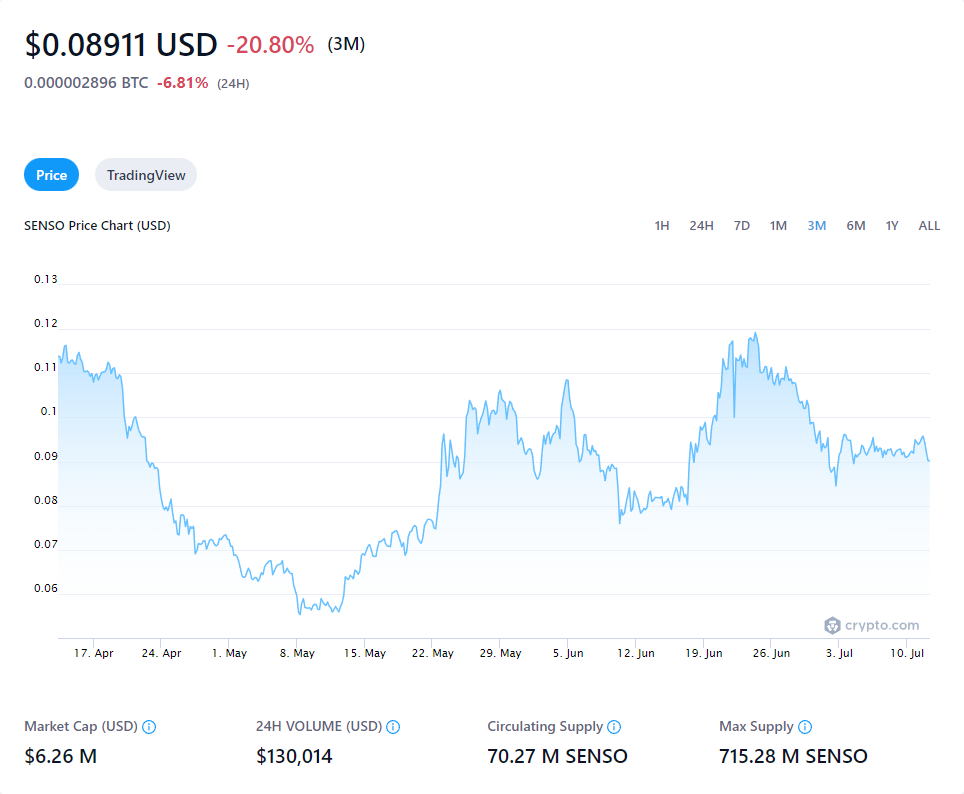 $0.08911 USD -20.80% (3M)
0.000002896 BTC -6.81% (24H)
Price TradingView
SENSO Price Chart (USD)
1H 24H 7D 1M 3M 6M 1Y ALL
0.13
0.12
0.11
0.1
0.09
0.08
0.07
0.06
crypto.com
17. Apr 24. Apr 1. May 8. May 15. May 22. May 29. May 5. Jun 12. Jun 19. Jun 26. Jun 3. Jul 10. Jul
Market Cap (USD) 24H VOLUME (USD) Circulating Supply Max Supply
$6.26 M $130,014 70.27 M SENSO 715.28 M SENSO